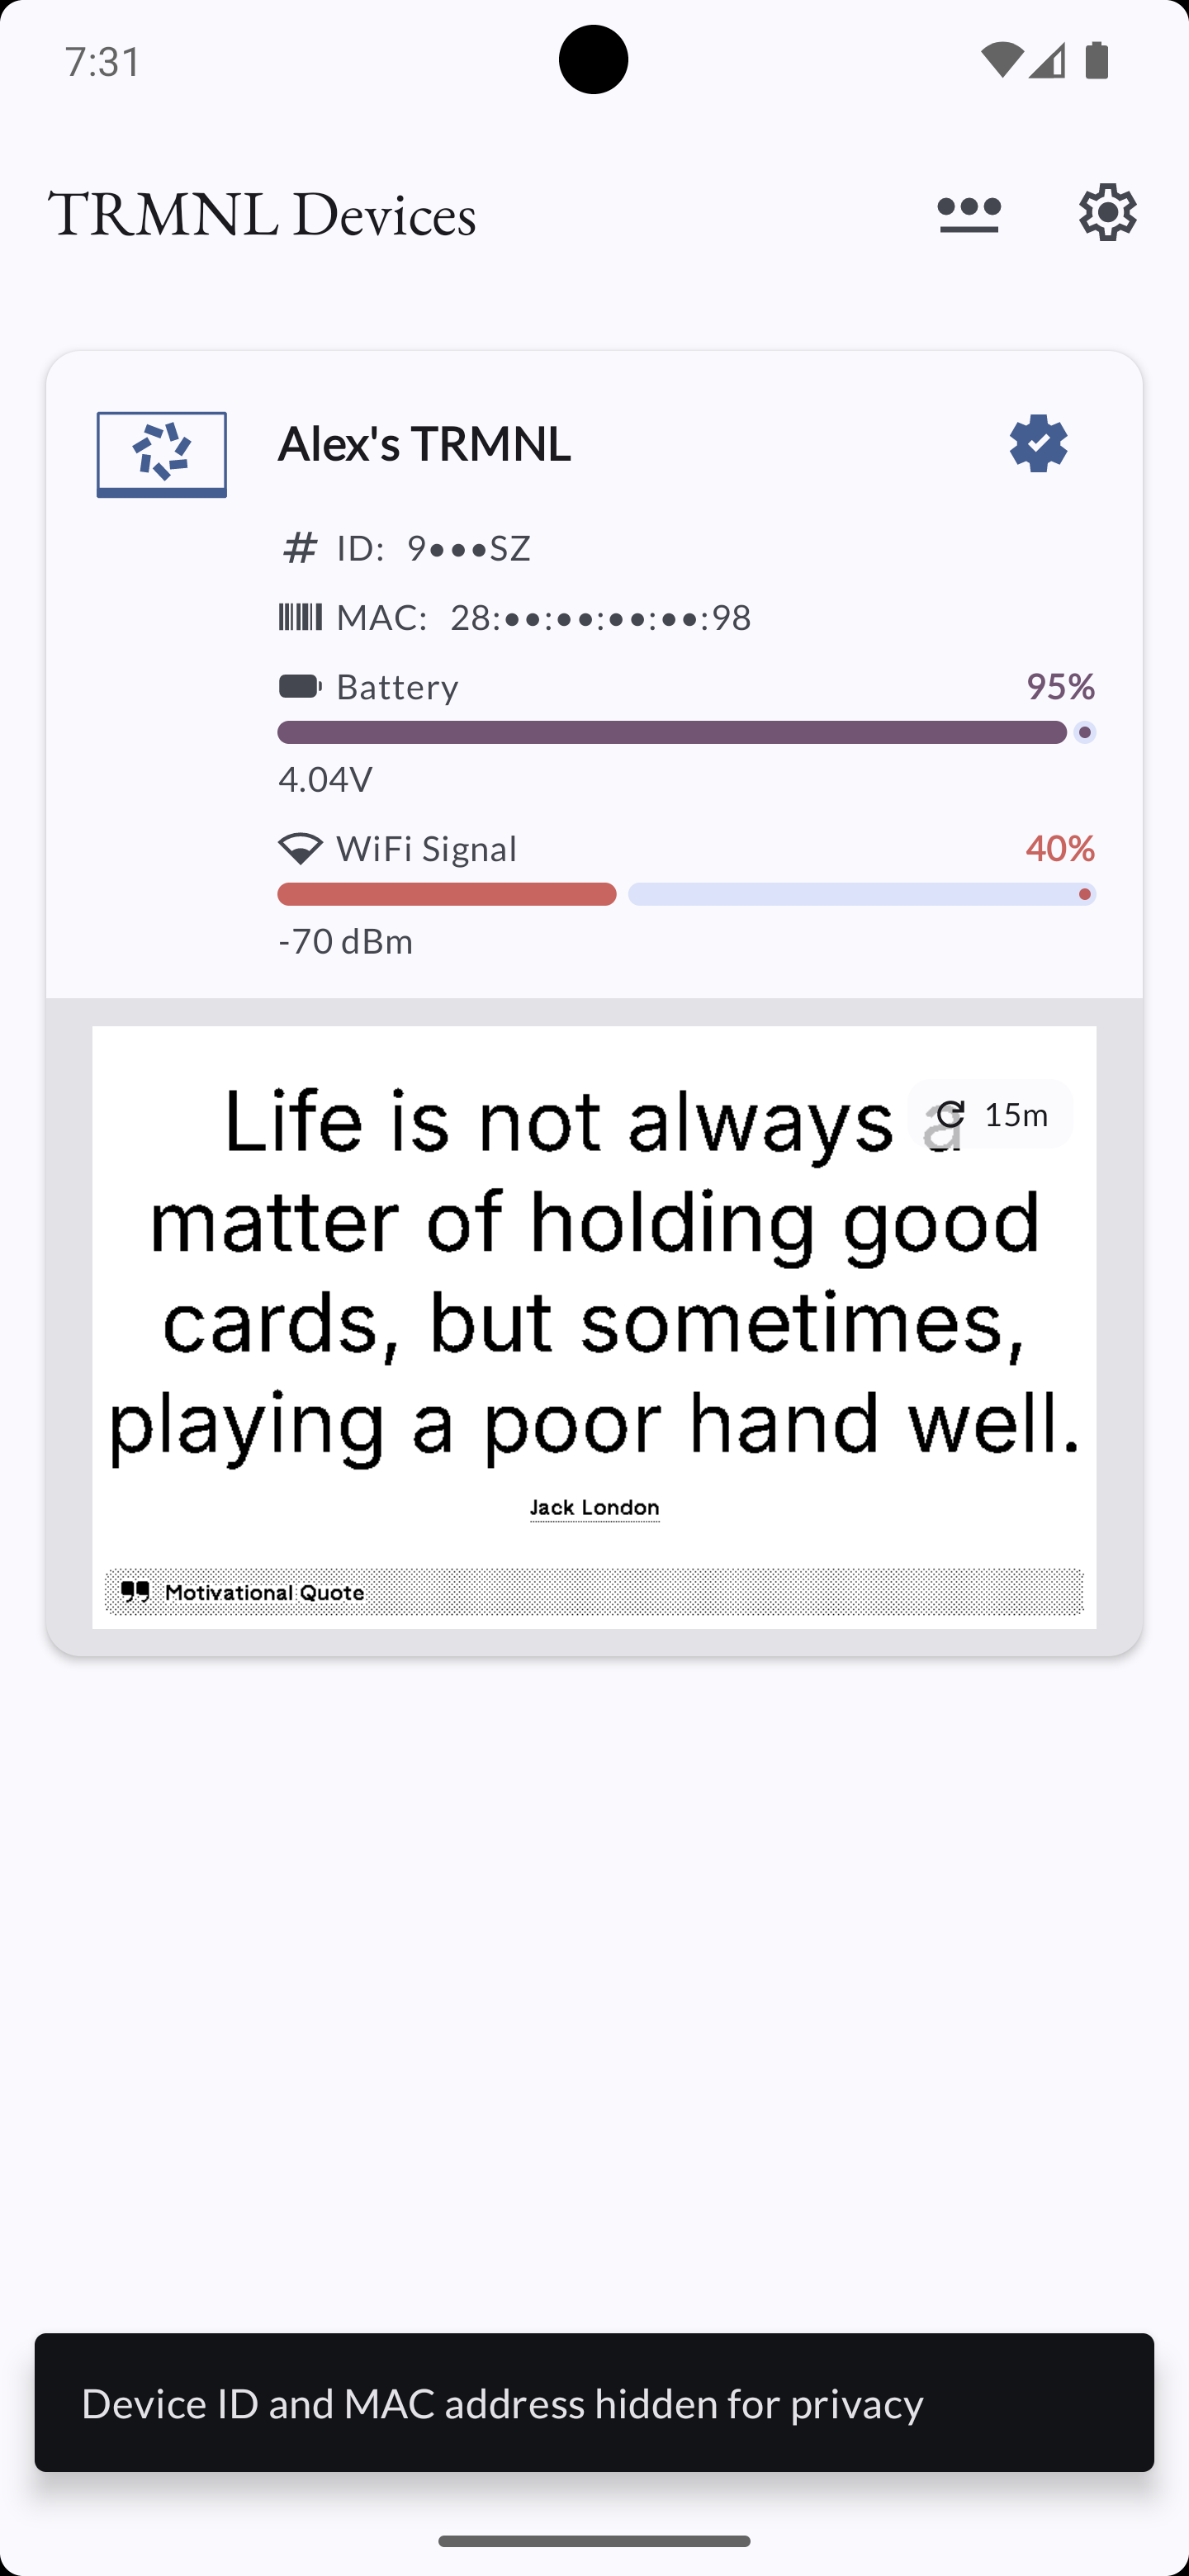 7:31
TRMNL Devices
Alex's TRMNL
# ID: 9•••SZ
MAC: 28:••:••:••:••:98
Battery 95%
4.04V
WiFi Signal 40%
-70 dBm
Life is not always a
15m
matter of holding good
cards, but sometimes,
playing a poor hand well.
Jack London
Motivational Quote
Device ID and MAC address hidden for privacy